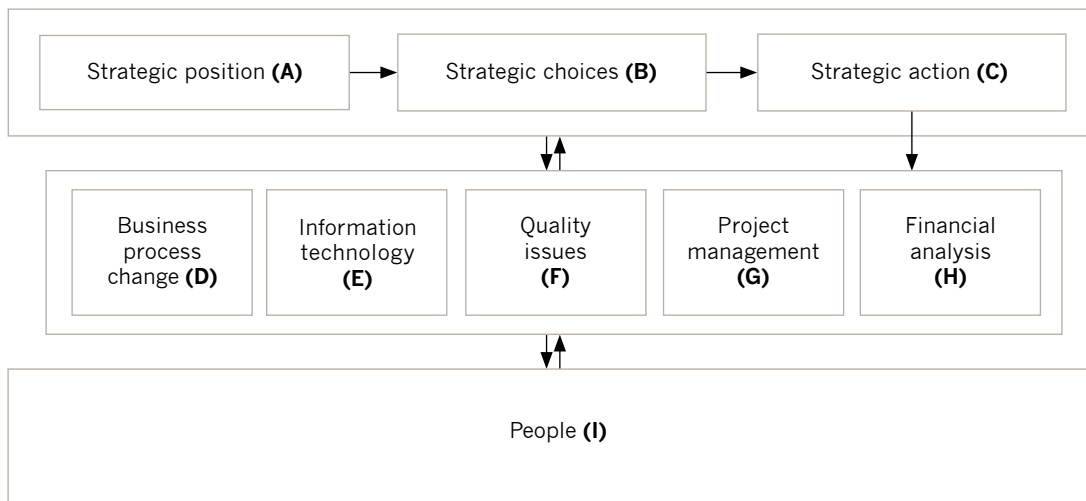 Strategic position (A)
Strategic choices (B)
Strategic action (C)
Business
process
change (D)
Information
technology
(E)
Quality
issues
(F)
Project
management
(G)
Financial
analysis
(H)
People (I)